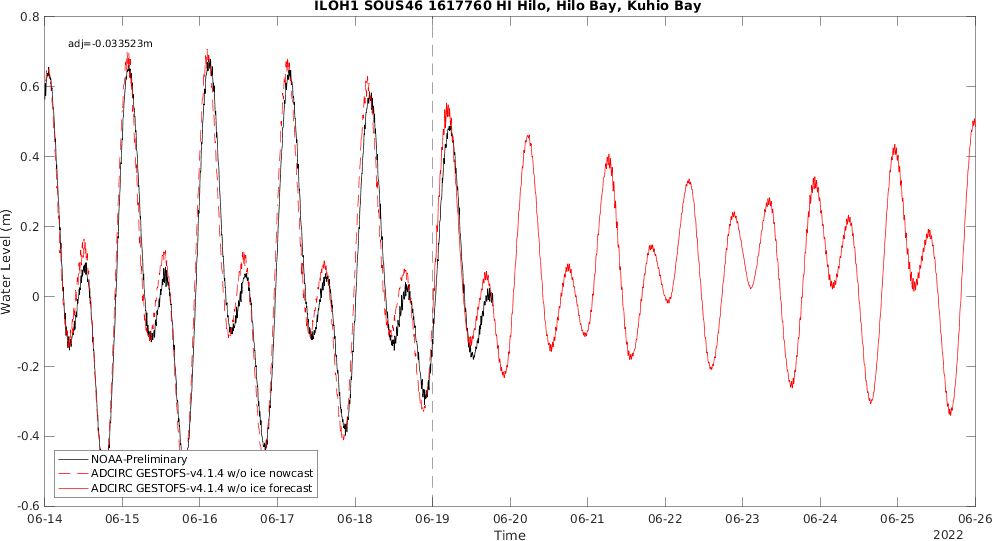 ILOH1 SOUS46 1617760 HI Hilo, Hilo Bay, Kuhio Bay
adj=-0.033523m
0.8
0.6
0.4
0.2
0
-0.2
-0.4
-0.6
Water Level (m)
NOAA-Preliminary
ADCIRC GESTOFS-v4.1.4 w/o ice nowcast
ADCIRC GESTOFS-v4.1.4 w/o ice forecast
06-14 06-15 06-16 06-17 06-18 06-19 06-20 06-21 06-22 06-23 06-24 06-25 06-26
Time
2022